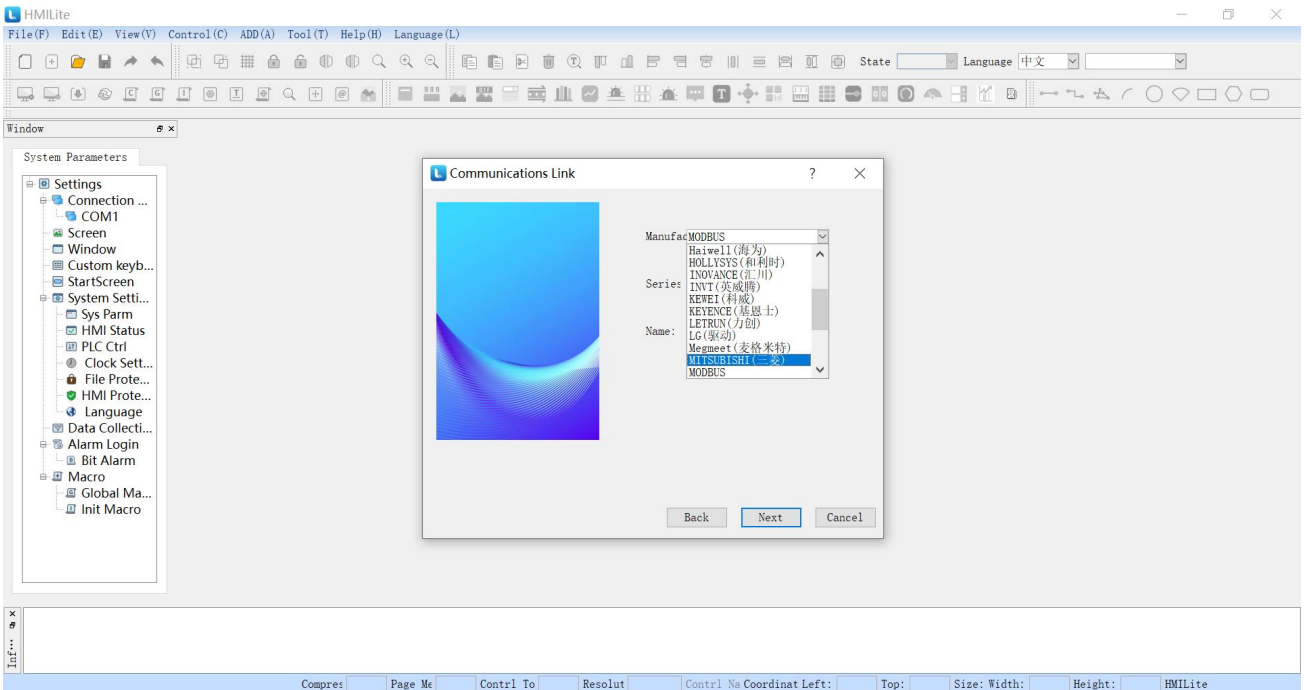 HMILite
File(F) Edit(E) View(V) Control(C) ADD(A) Tool(T) Help(H) Language(L)
State Language 中文
Window
System Parameters
Settings
Connection ...
COM1
Screen
Window
Custom keyb...
StartScreen
System Setti...
Sys Parm
HMI Status
PLC Ctrl
Clock Sett...
File Prote...
HMI Prote...
Language
Data Collecti...
Alarm Login
Bit Alarm
Macro
Global Ma...
Init Macro
Communications Link
Manufac MODBUS
Haiwell(海为)
HOLLYSYS(和利时)
INOVANCE(汇川)
Series
INVT(英威腾)
KEWEI(科威)
KEYENCE(基恩士)
LETRUN(力创)
Name:
LG(驱动)
Megmeet(麦格米特)
MITSUBISHI(三菱)
MODBUS
Back Next Cancel
Inf...
Compres Page Me Contrl To Resolut Contrl Na Coordinat Left: Top: Size: Width: Height: HMILite